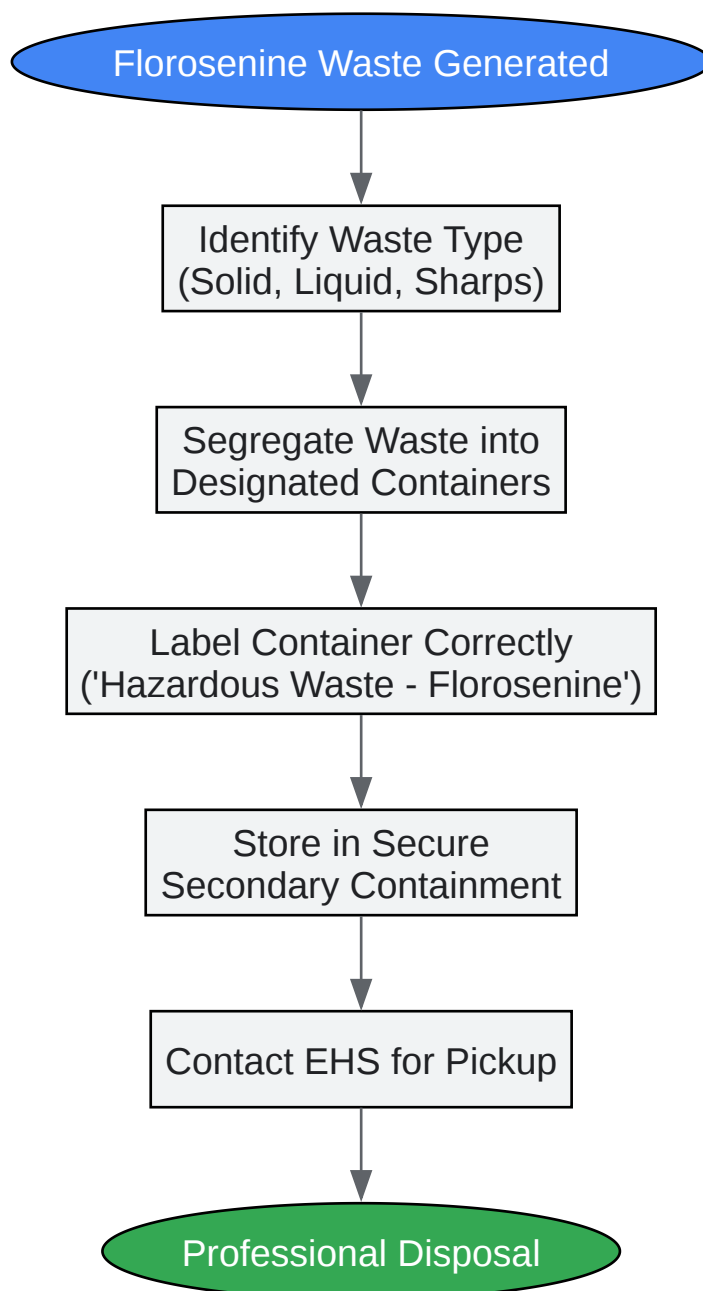 Florosenine Waste Generated
Identify Waste Type
(Solid, Liquid, Sharps)
Segregate Waste into
Designated Containers
Label Container Correctly
('Hazardous Waste - Florosenine')
Store in Secure
Secondary Containment
Contact EHS for Pickup
Professional Disposal